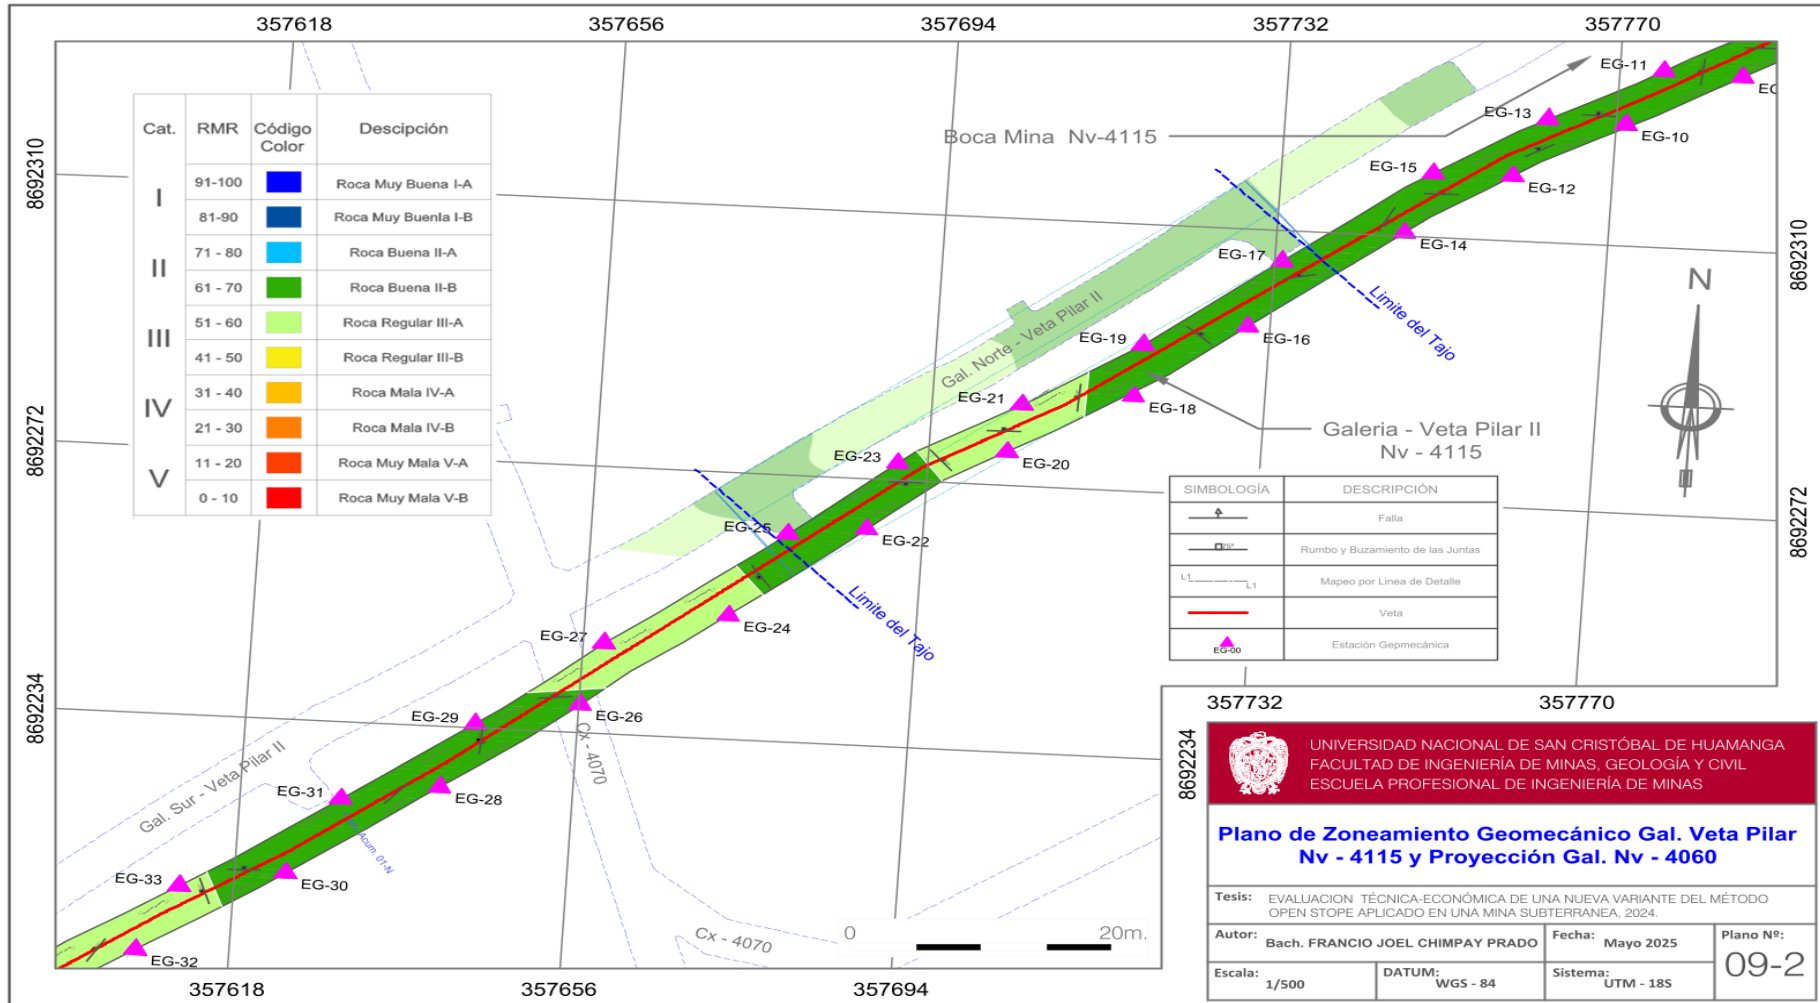 357618
357656
357694
357732
357770
8692310
8692272
8692234
8692310
8692272
8692234
Cat.
RMR
Código
Color
Descipción
I
91-100
Roca Muy Buena I-A
81-90
Roca Muy Buenla I-B
II
71 - 80
Roca Buena II-A
61 - 70
Roca Buena II-B
III
51 - 60
Roca Regular III-A
41 - 50
Roca Regular III-B
IV
31 - 40
Roca Mala IV-A
21 - 30
Roca Mala IV-B
V
11 - 20
Roca Muy Mala V-A
0 - 10
Roca Muy Mala V-B
Boca Mina Nv-4115
EG-11
EG-13
EG-10
EG-15
EG-12
EG-14
EG-17
EG-16
EG-19
EG-18
EG-21
EG-20
EG-23
EG-22
EG-25
EG-24
EG-27
EG-26
EG-29
EG-28
EG-31
EG-30
EG-33
EG-32
Limite del Tajo
Limite del Tajo
Gal. Norte - Veta Pilar II
Gal. Sur - Veta Pilar II
Galeria - Veta Pilar II
Nv - 4115
Cx - 4070
Cx - 4070
Acum. 01-N
N
SIMBOLOGÍA
DESCRIPCIÓN
Falla
Rumbo y Buzamiento de las Juntas
L1
L1
Mapeo por Linea de Detalle
Veta
EG-00
Estación Gepmecánica
0
20m.
357732
357770
357618
357656
357694
UNIVERSIDAD NACIONAL DE SAN CRISTÓBAL DE HUAMANGA
FACULTAD DE INGENIERÍA DE MINAS, GEOLOGÍA Y CIVIL
ESCUELA PROFESIONAL DE INGENIERÍA DE MINAS
Plano de Zoneamiento Geomecánico Gal. Veta Pilar
Nv - 4115 y Proyección Gal. Nv - 4060
Tesis: EVALUACION TÉCNICA-ECONÓMICA DE UNA NUEVA VARIANTE DEL MÉTODO
OPEN STOPE APLICADO EN UNA MINA SUBTERRANEA, 2024.
Autor: Bach. FRANCIO JOEL CHIMPAY PRADO
Fecha: Mayo 2025
Plano Nº:
09-2
Escala: 1/500
DATUM: WGS - 84
Sistema: UTM - 18S